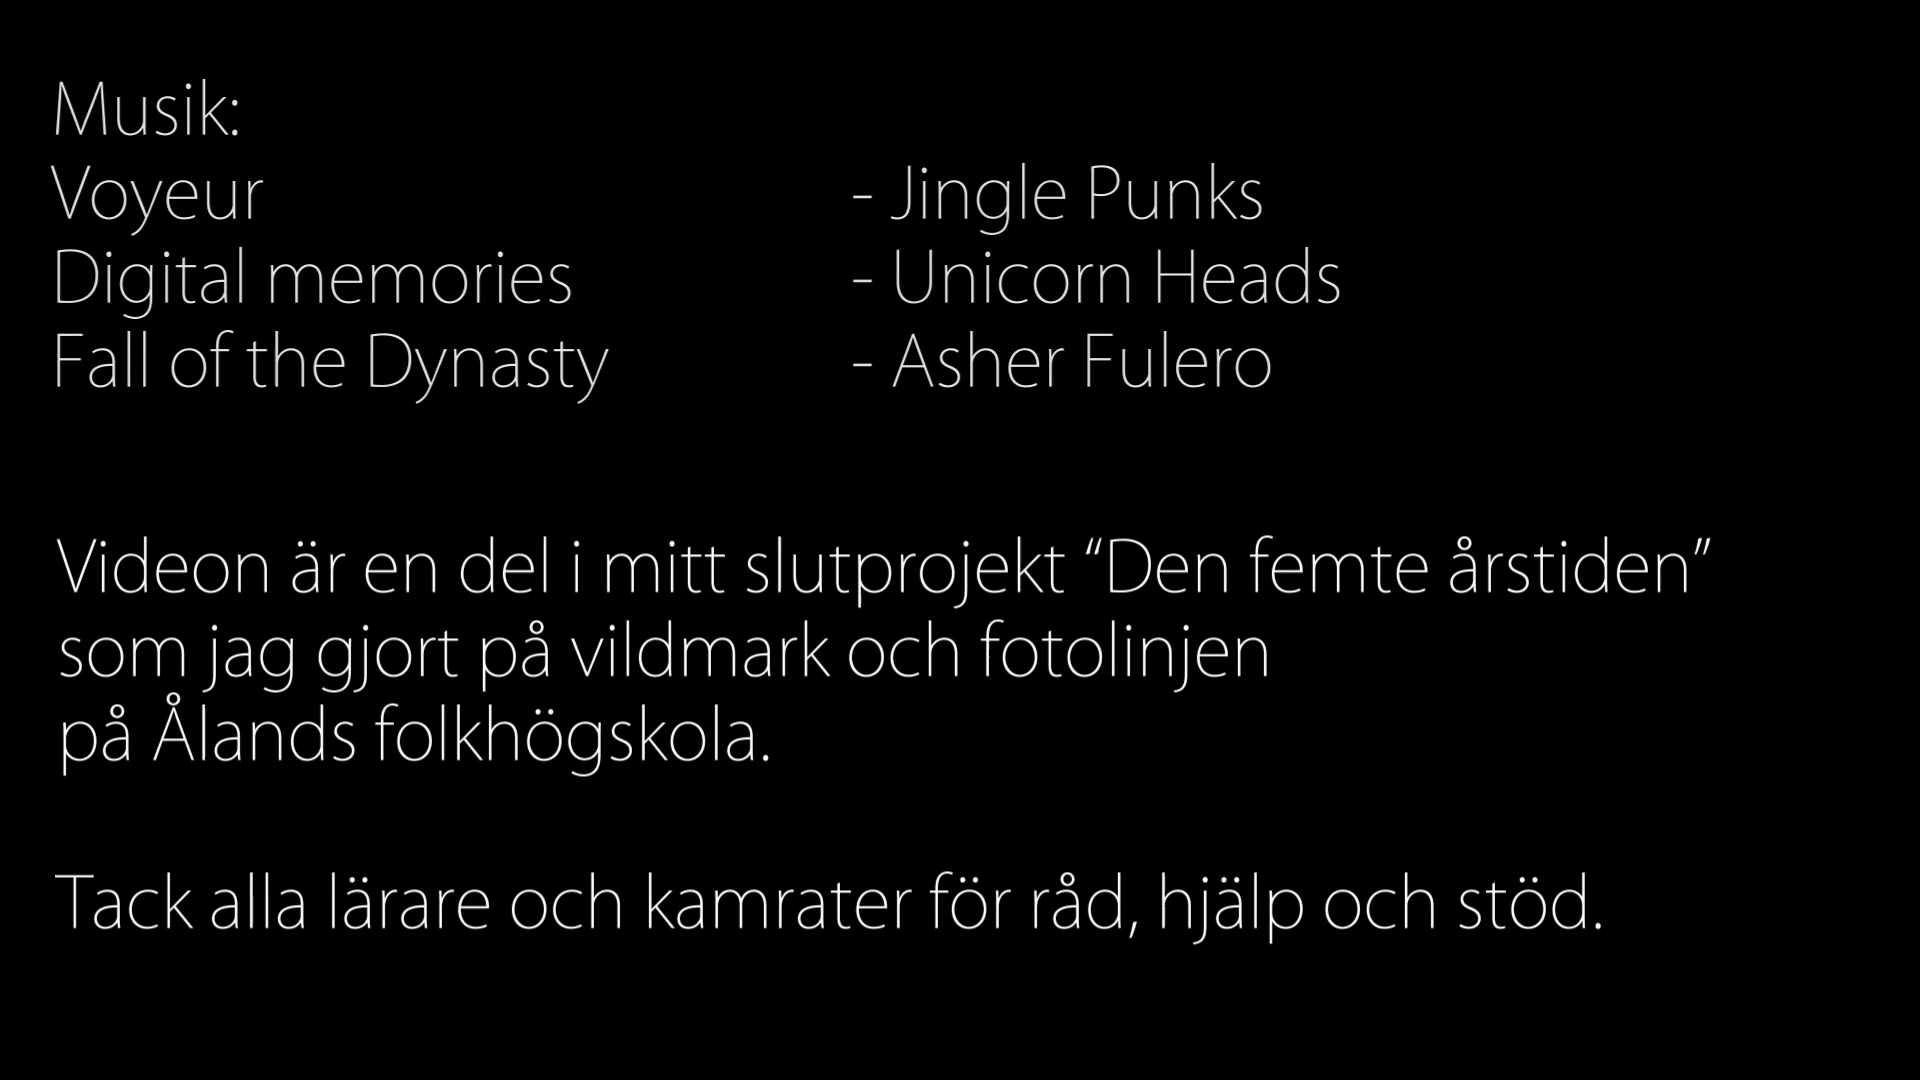 Musik:
Voyeur - Jingle Punks
Digital memories - Unicorn Heads
Fall of the Dynasty - Asher Fulero
Videon är en del i mitt slutprojekt “Den femte årstiden”
som jag gjort på vildmark och fotolinjen
på Ålands folkhögskola.
Tack alla lärare och kamrater för råd, hjälp och stöd.